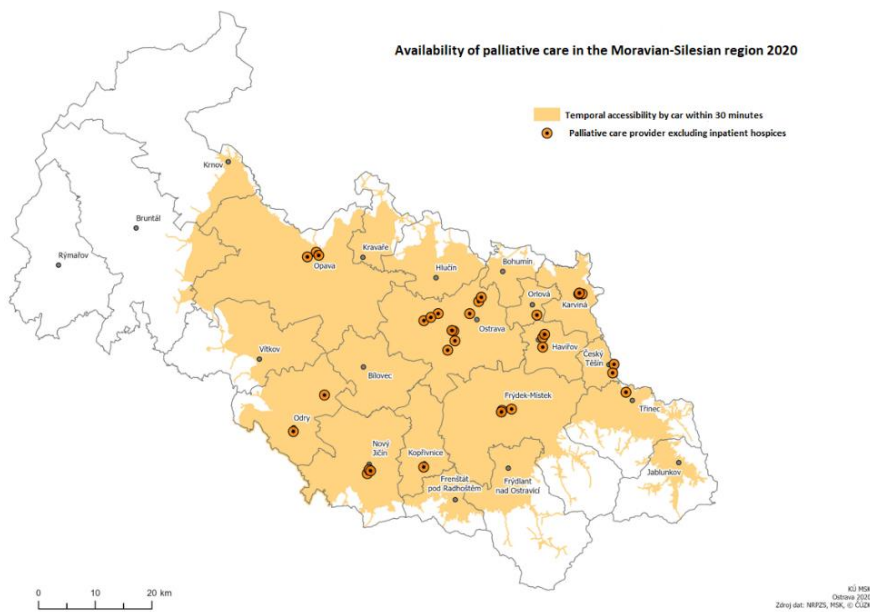 Availability of palliative care in the Moravian-Silesian region 2020
Temporal accessibility by car within 30 minutes
Palliative care provider excluding inpatient hospices
Krnov
Bruntál
Rýmařov
Opava
Kravaře
Hlučín
Bohumín
Orlová
Karviná
Ostrava
Havířov
Český
Těšín
Vítkov
Bílovec
Třinec
Frýdek-Místek
Odry
Nový
Jičín
Kopřivnice
Jablunkov
Frenštát
pod Radhoštěm
Frýdlant
nad Ostravicí
0 10 20 km
KÚ MSK
Ostrava 2020
Zdroj dat: NRPZS, MSK, © ČÚZK